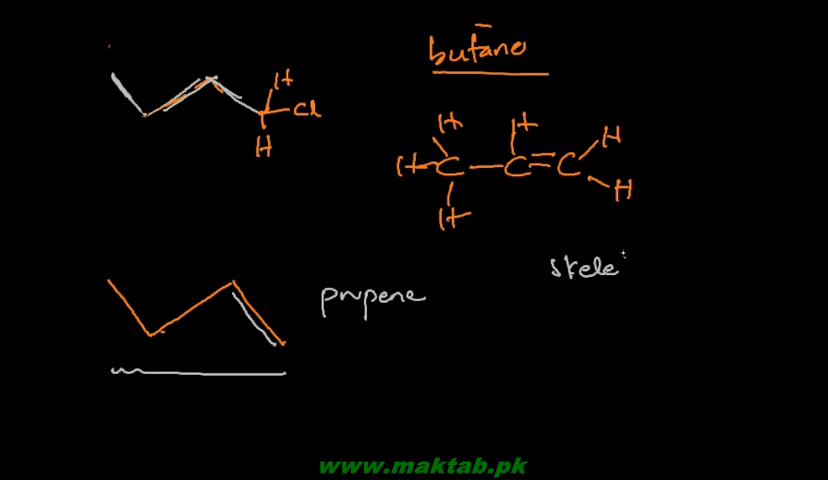 butane
H
Cl
H
H H H
H C C C
H H
skele
propene
www.maktab.pk